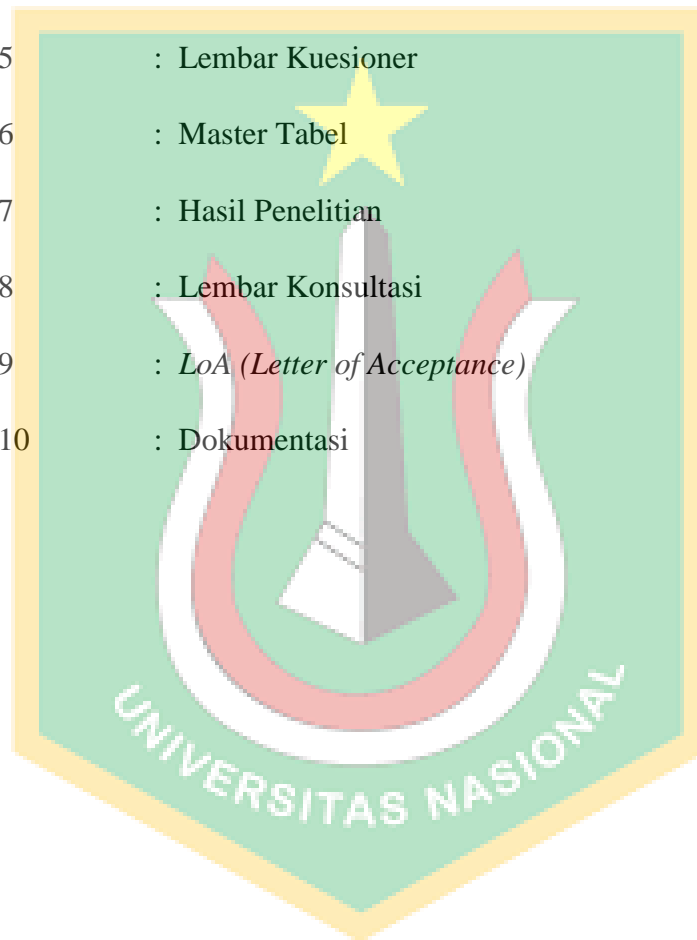 5 : Lembar Kuesioner
6 : Master Tabel
7 : Hasil Penelitian
8 : Lembar Konsultasi
9 : LoA (Letter of Acceptance)
10 : Dokumentasi
UNIVERSITAS NASIONAL